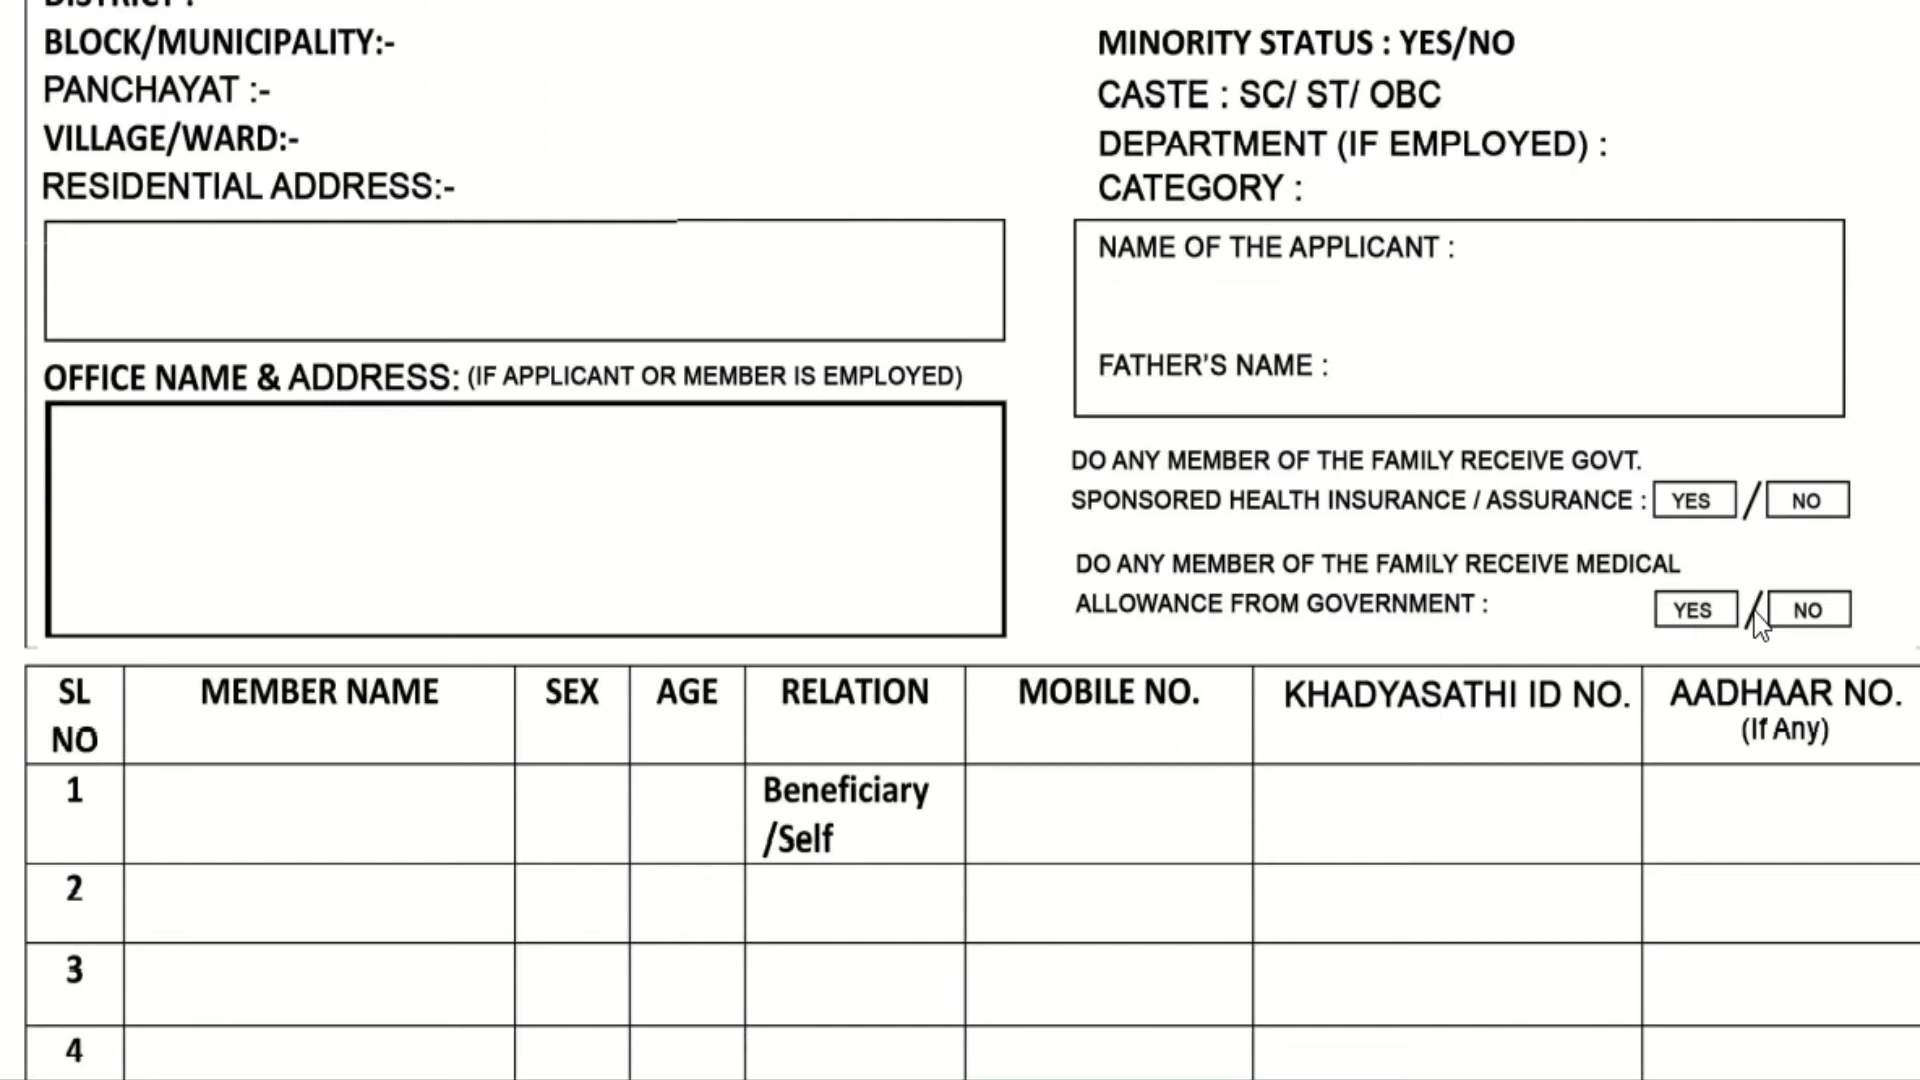 DISTRICT :
BLOCK/MUNICIPALITY:-
PANCHAYAT :-
VILLAGE/WARD:-
RESIDENTIAL ADDRESS:-
OFFICE NAME & ADDRESS: (IF APPLICANT OR MEMBER IS EMPLOYED)
MINORITY STATUS : YES/NO
CASTE : SC/ ST/ OBC
DEPARTMENT (IF EMPLOYED) :
CATEGORY :
NAME OF THE APPLICANT :
FATHER'S NAME :
DO ANY MEMBER OF THE FAMILY RECEIVE GOVT.
SPONSORED HEALTH INSURANCE / ASSURANCE : YES / NO
DO ANY MEMBER OF THE FAMILY RECEIVE MEDICAL
ALLOWANCE FROM GOVERNMENT : YES / NO
SL NO MEMBER NAME SEX AGE RELATION MOBILE NO. KHADYASATHI ID NO. AADHAAR NO. (If Any)
1 Beneficiary /Self
2
3
4